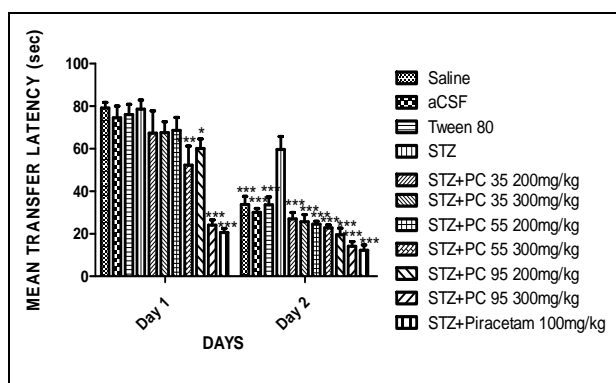 MEAN TRANSFER LATENCY (sec)
100
80
60
40
20
0
***
*
***
***
***
***
***
***
***
***
***
***
***
***
Day 1
Day 2
DAYS
Saline
aCSF
Tween 80
STZ
STZ+PC 35 200mg/kg
STZ+PC 35 300mg/kg
STZ+PC 55 200mg/kg
STZ+PC 55 300mg/kg
STZ+PC 95 200mg/kg
STZ+PC 95 300mg/kg
STZ+Piracetam 100mg/kg